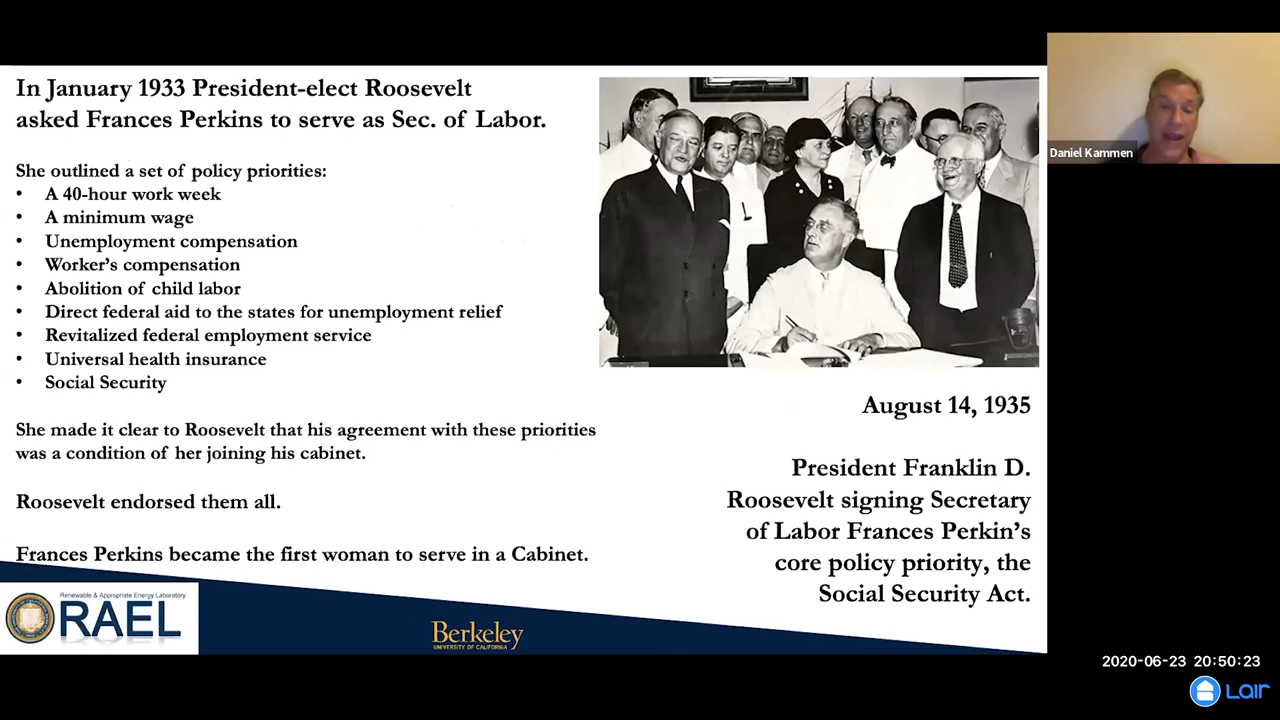 In January 1933 President-elect Roosevelt
asked Frances Perkins to serve as Sec. of Labor.
She outlined a set of policy priorities:
• A 40-hour work week
• A minimum wage
• Unemployment compensation
• Worker's compensation
• Abolition of child labor
• Direct federal aid to the states for unemployment relief
• Revitalized federal employment service
• Universal health insurance
• Social Security
She made it clear to Roosevelt that his agreement with these priorities
was a condition of her joining his cabinet.
Roosevelt endorsed them all.
Frances Perkins became the first woman to serve in a Cabinet.
August 14, 1935
President Franklin D.
Roosevelt signing Secretary
of Labor Frances Perkin's
core policy priority, the
Social Security Act.
Renewable & Appropriate Energy Laboratory
RAEL
Berkeley
UNIVERSITY OF CALIFORNIA
Daniel Kammen
2020-06-23 20:50:23
Lair